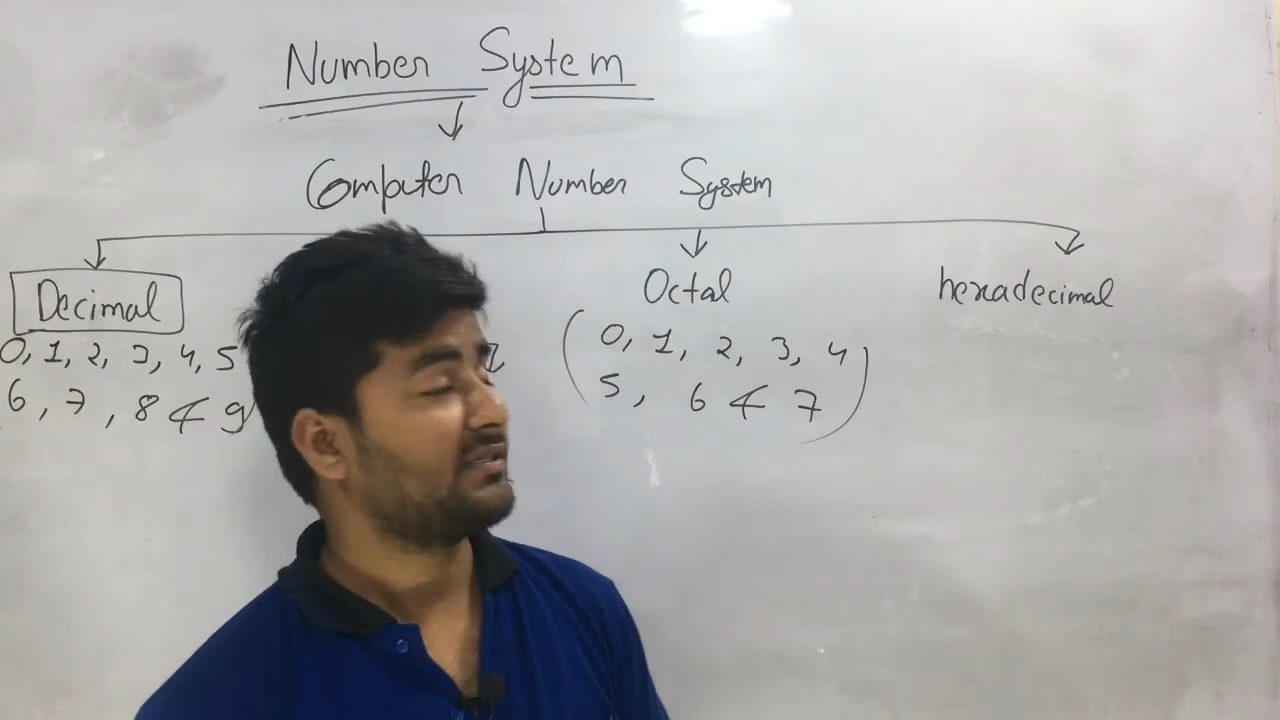 Number System
Computer Number System
Decimal
0, 1, 2, 3, 4, 5
6, 7, 8 & 9
Octal
(0, 1, 2, 3, 4
5, 6 & 7)
hexadecimal